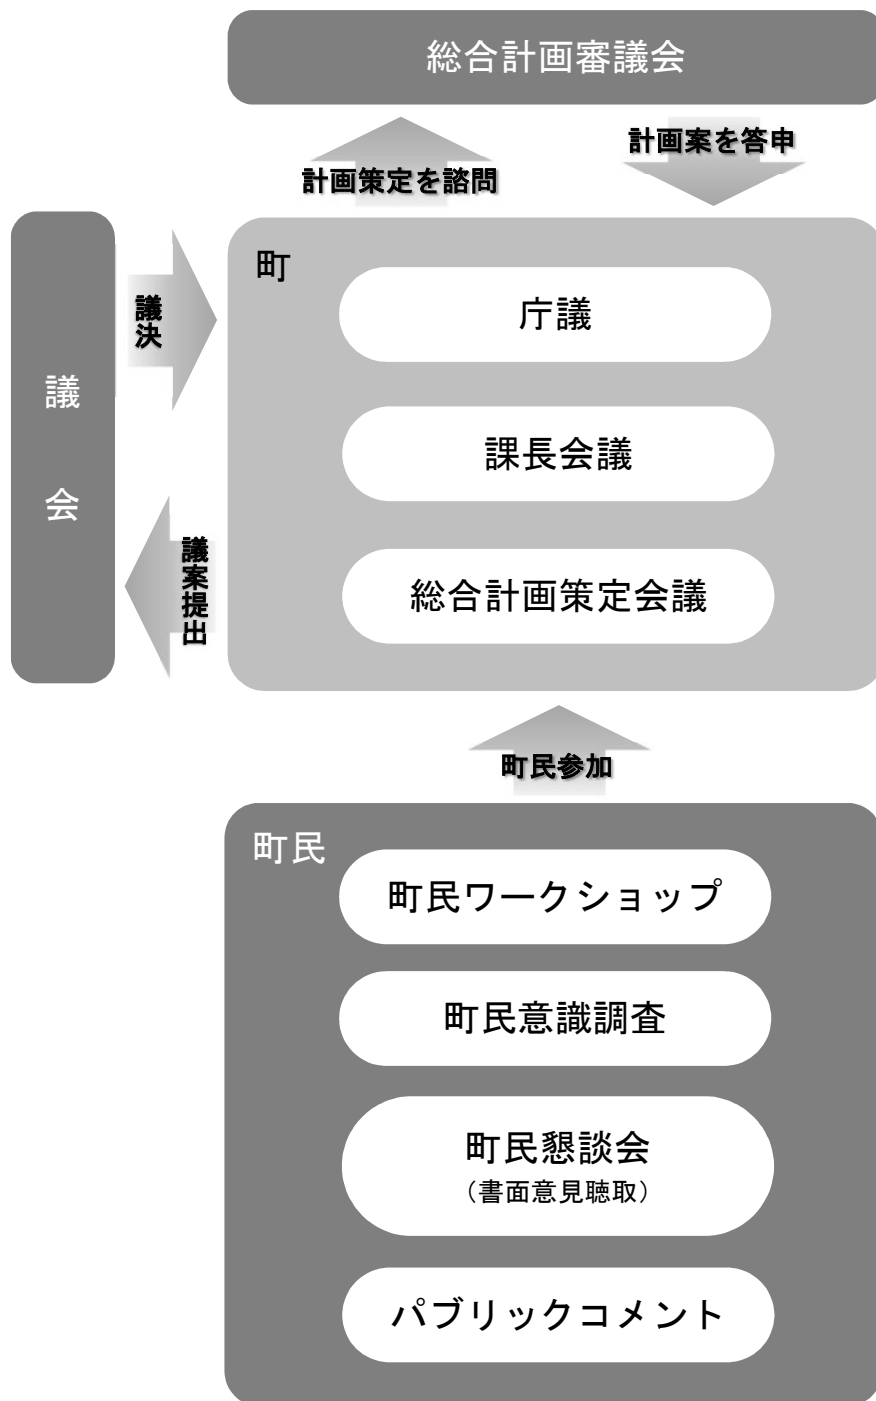 総合計画審議会
計画策定を諮問
計画案を答申
議会
議決
議案提出
町
庁議
課長会議
総合計画策定会議
町民参加
町民
町民ワークショップ
町民意識調査
町民懇談会
（書面意見聴取）
パブリックコメント